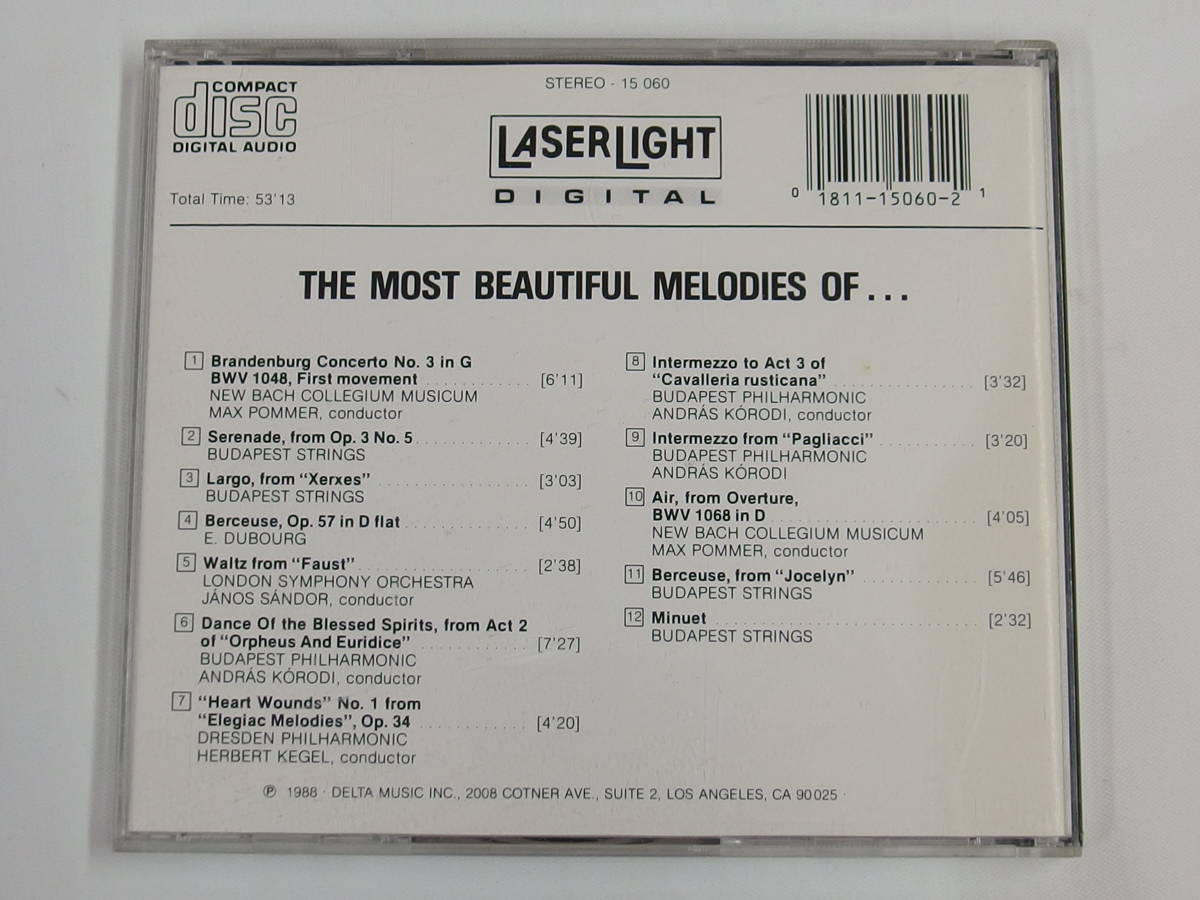 COMPACT
disc
DIGITAL AUDIO
STEREO - 15 060
LASERLIGHT
DIGITAL
0 1811-15060-2 1
Total Time: 53'13
THE MOST BEAUTIFUL MELODIES OF...
1 Brandenburg Concerto No. 3 in G
BWV 1048, First movement [6'11]
NEW BACH COLLEGIUM MUSICUM
MAX POMMER, conductor
2 Serenade, from Op. 3 No. 5 [4'39]
BUDAPEST STRINGS
3 Largo, from "Xerxes" [3'03]
BUDAPEST STRINGS
4 Berceuse, Op. 57 in D flat [4'50]
E. DUBOURG
5 Waltz from "Faust" [2'38]
LONDON SYMPHONY ORCHESTRA
JÁNOS SÁNDOR, conductor
6 Dance Of the Blessed Spirits, from Act 2
of "Orpheus And Euridice" [7'27]
BUDAPEST PHILHARMONIC
ANDRÁS KÓRODI, conductor
7 "Heart Wounds" No. 1 from
"Elegiac Melodies", Op. 34 [4'20]
DRESDEN PHILHARMONIC
HERBERT KEGEL, conductor
8 Intermezzo to Act 3 of
"Cavalleria rusticana" [3'32]
BUDAPEST PHILHARMONIC
ANDRÁS KÓRODI, conductor
9 Intermezzo from "Pagliacci" [3'20]
BUDAPEST PHILHARMONIC
ANDRÁS KÓRODI
10 Air, from Overture,
BWV 1068 in D [4'05]
NEW BACH COLLEGIUM MUSICUM
MAX POMMER, conductor
11 Berceuse, from "Jocelyn" [5'46]
BUDAPEST STRINGS
12 Minuet [2'32]
BUDAPEST STRINGS
℗ 1988 · DELTA MUSIC INC., 2008 COTNER AVE., SUITE 2, LOS ANGELES, CA 90025 ·